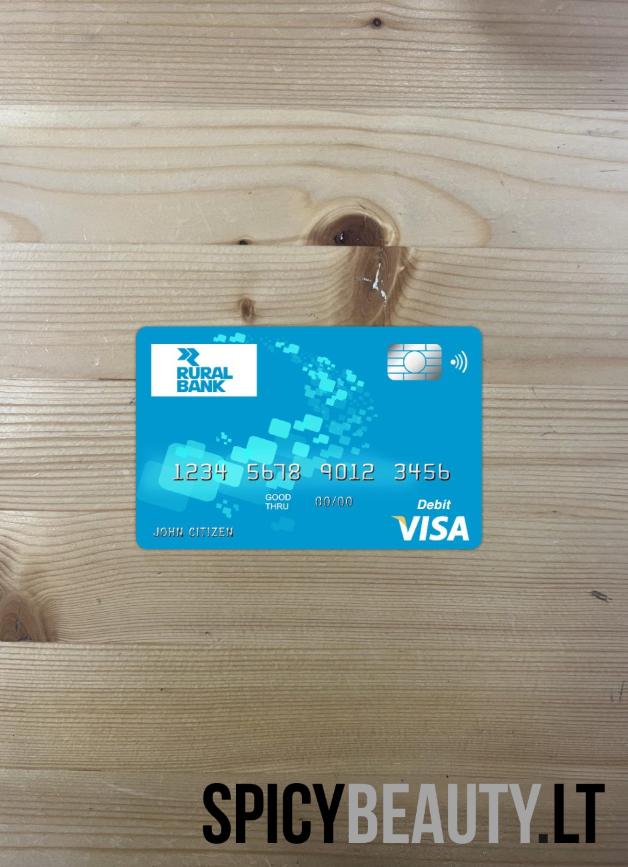 RURAL
BANK
1234 5678 9012 3456
GOOD
THRU
00/00
JOHN CITIZEN
Debit
VISA
SPICYBEAUTY.LT